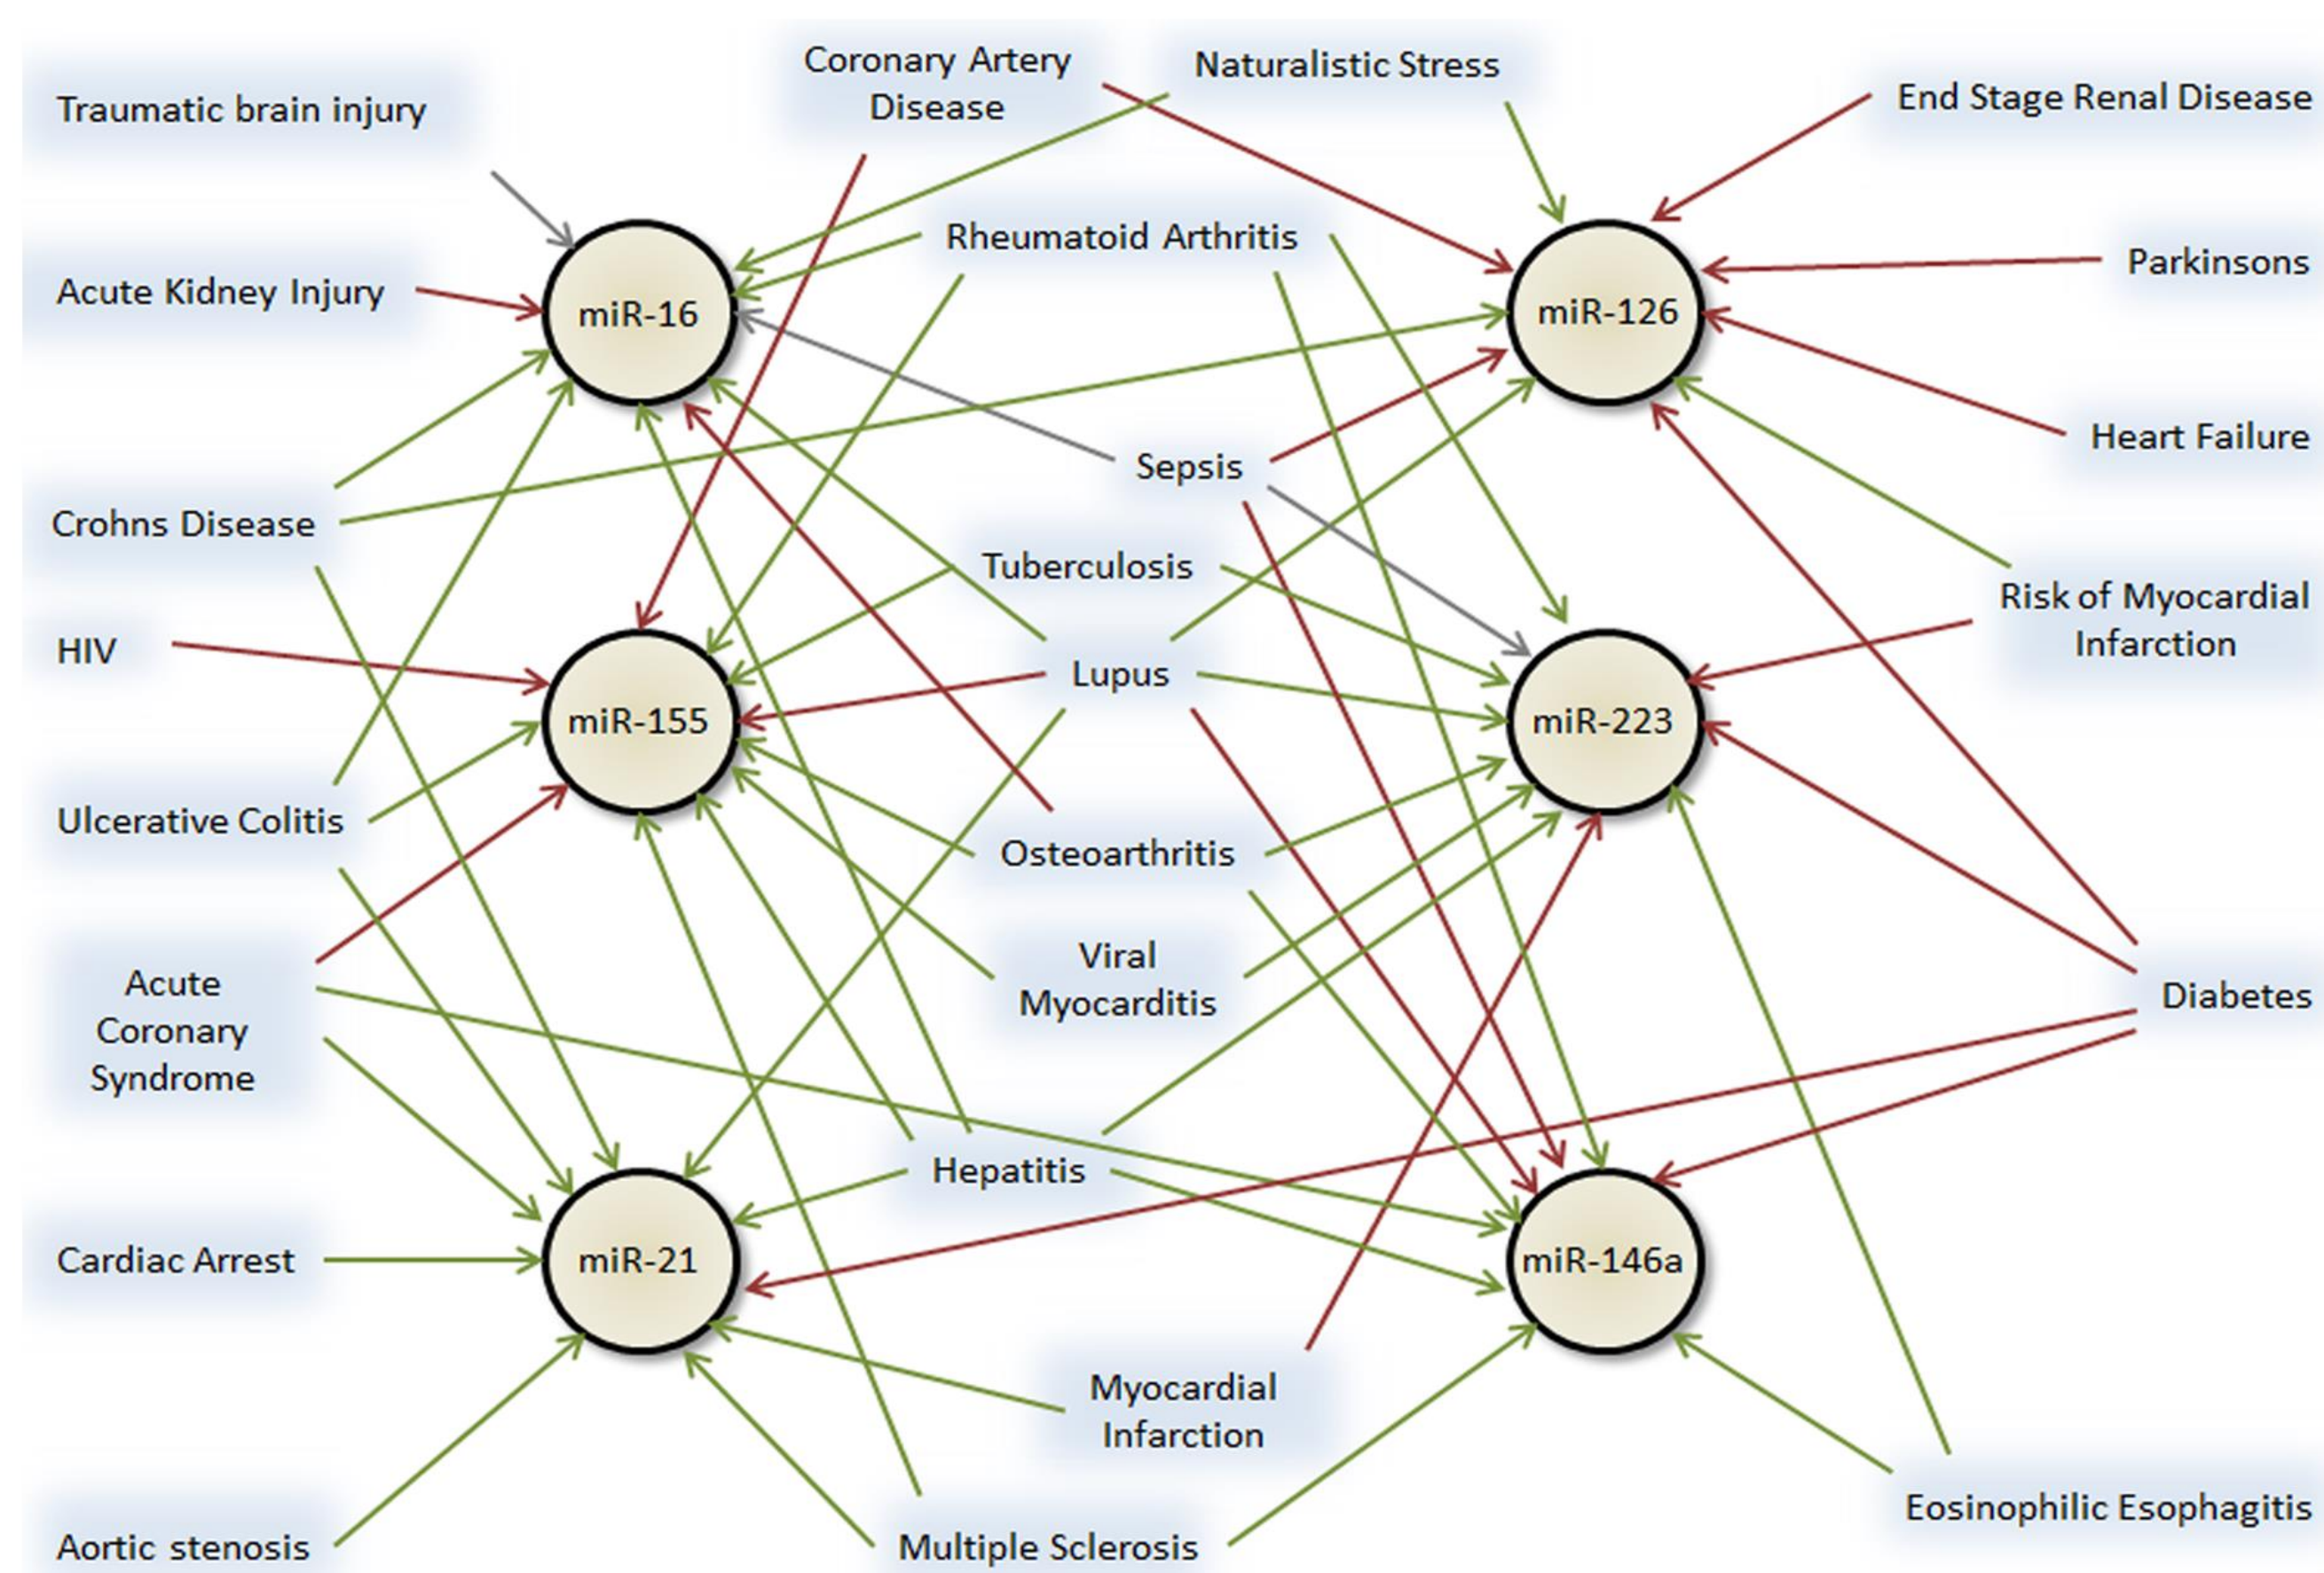 Coronary Artery
Disease
Naturalistic Stress
Traumatic brain injury
End Stage Renal Disease
Rheumatoid Arthritis
Parkinsons
Acute Kidney Injury
miR-16
miR-126
Heart Failure
Sepsis
Crohns Disease
Tuberculosis
Risk of Myocardial
Infarction
HIV
Lupus
miR-155
miR-223
Ulcerative Colitis
Osteoarthritis
Viral
Myocarditis
Acute
Coronary
Syndrome
Diabetes
Hepatitis
Cardiac Arrest
miR-21
miR-146a
Myocardial
Infarction
Eosinophilic Esophagitis
Aortic stenosis
Multiple Sclerosis